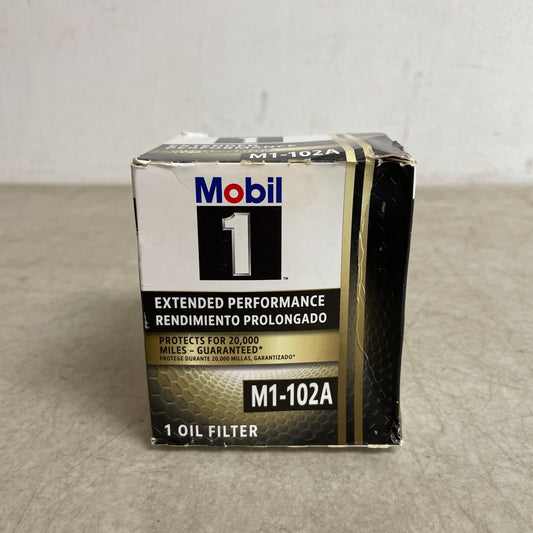 M1-102A
Mobil
1
™
EXTENDED PERFORMANCE
RENDIMIENTO PROLONGADO
PROTECTS FOR 20,000
MILES – GUARANTEED*
PROTEGE DURANTE 20,000 MILLAS, GARANTIZADO*
M1-102A
1 OIL FILTER